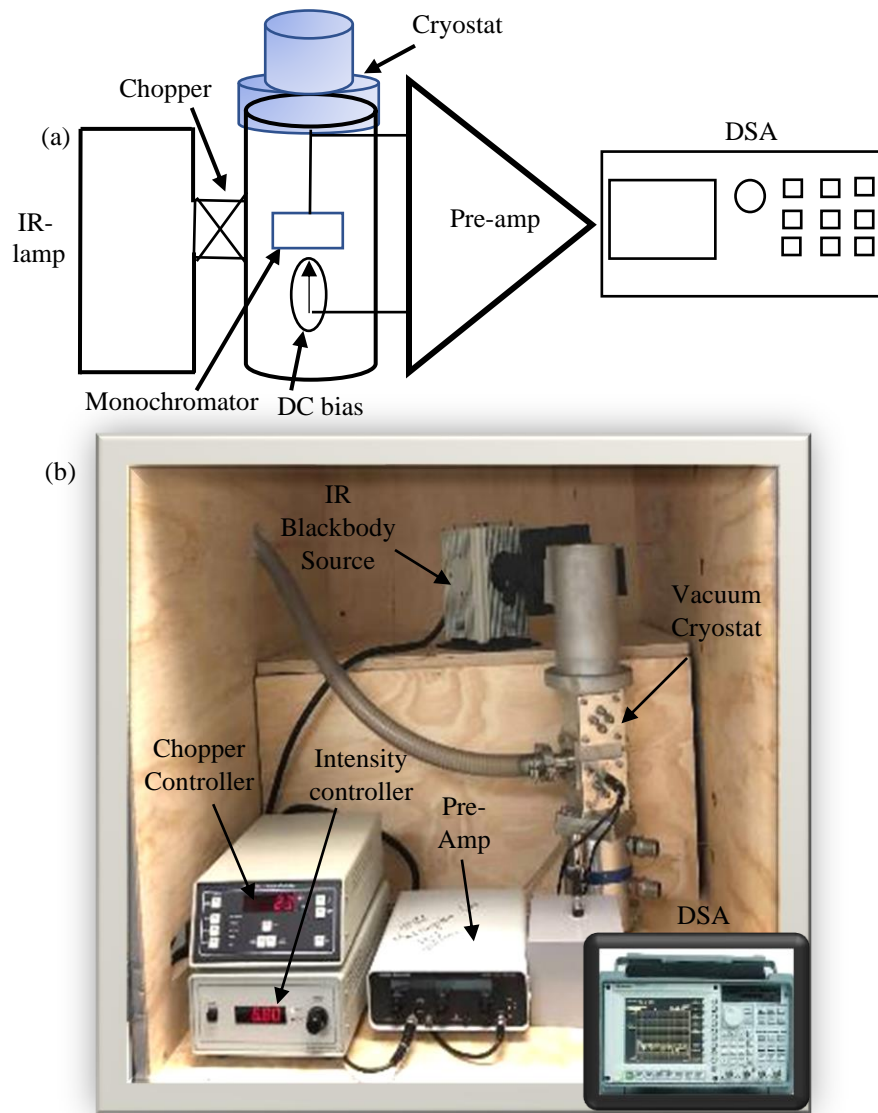 Cryostat
Chopper
(a)
DSA
IR-
lamp
Pre-amp
Monochromator
DC bias
(b)
IR
Blackbody
Source
Vacuum
Cryostat
Chopper
Controller
Intensity
controller
Pre-
Amp
DSA